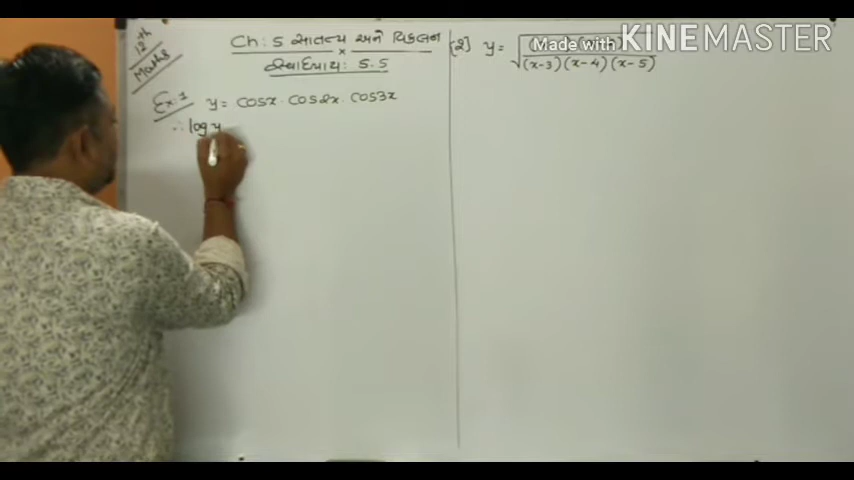 12th
Maths
Ch: 5 સાતત્ય અને વિકલન
x
સ્વાધ્યાય: 5.5
Ex: 1 y = cosx · cos2x · cos3x
∴ log y
[2] y = √
(x-3)(x-4)(x-5)
Made with KINEMASTER